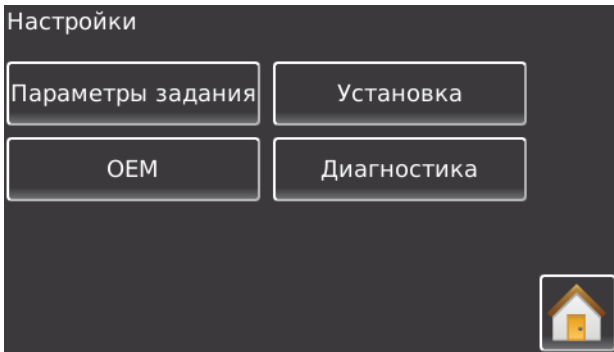 Настройки
Параметры задания
Установка
OEM
Диагностика